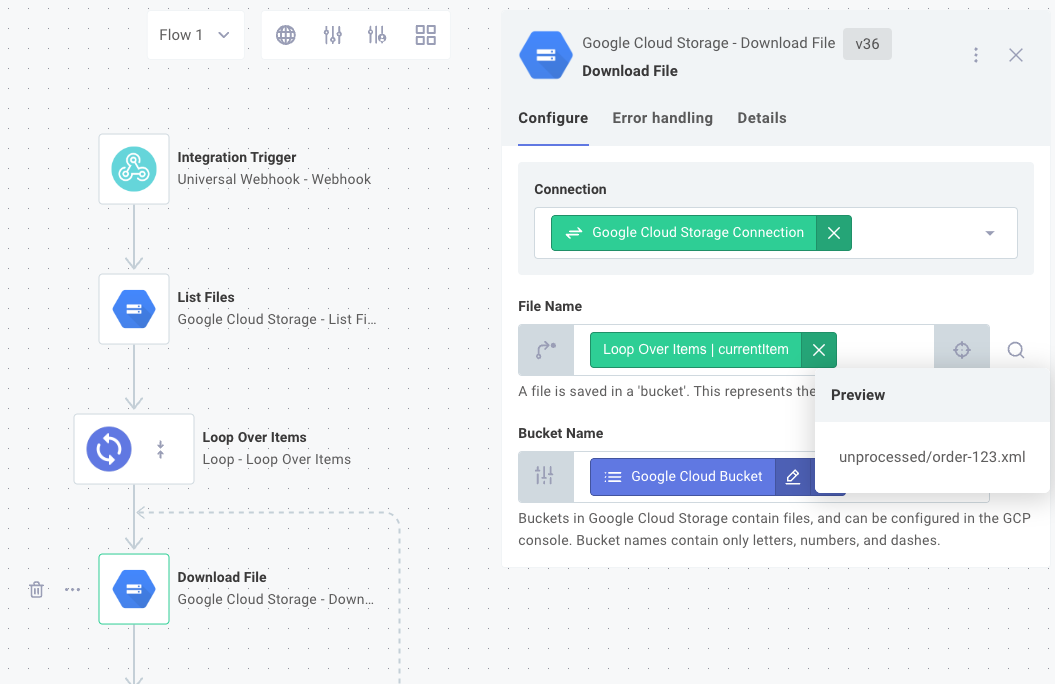 Flow 1
Integration Trigger
Universal Webhook - Webhook
List Files
Google Cloud Storage - List Fi...
Loop Over Items
Loop - Loop Over Items
Download File
Google Cloud Storage - Down...
Google Cloud Storage - Download File v36
Download File
Configure Error handling Details
Connection
Google Cloud Storage Connection
File Name
Loop Over Items | currentItem
A file is saved in a 'bucket'. This represents the
Preview
unprocessed/order-123.xml
Bucket Name
Google Cloud Bucket
Buckets in Google Cloud Storage contain files, and can be configured in the GCP
console. Bucket names contain only letters, numbers, and dashes.